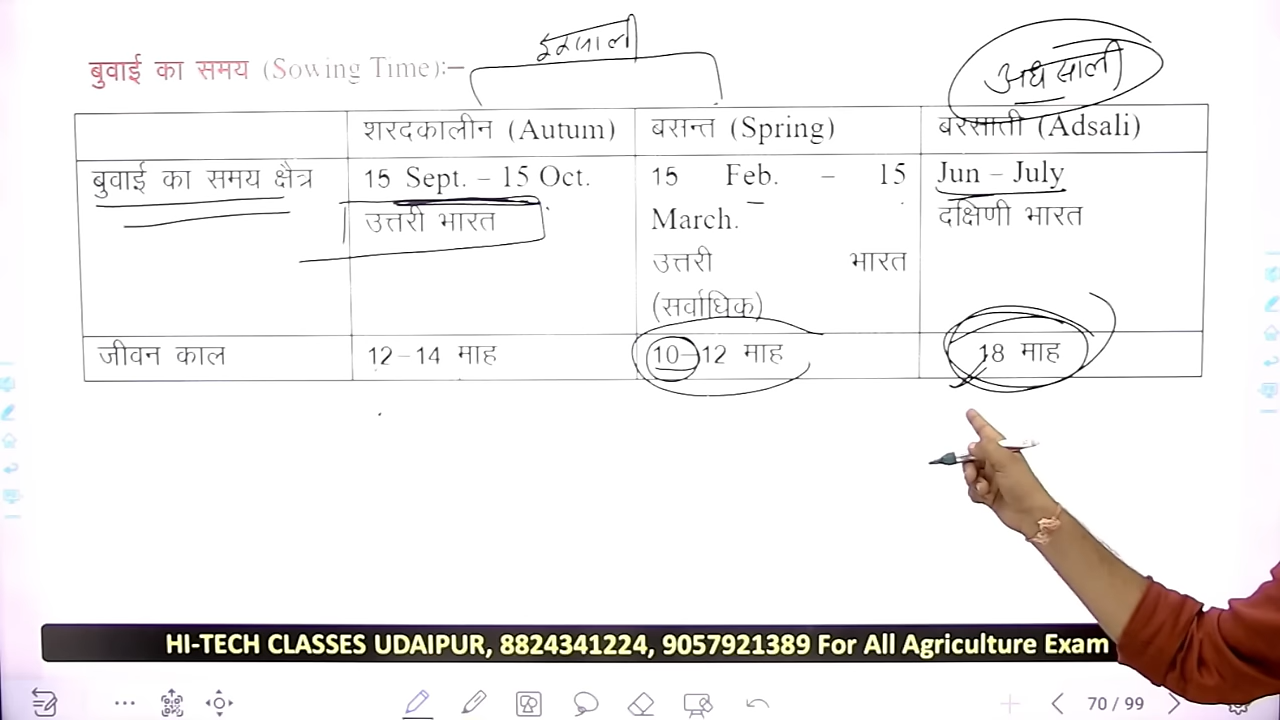 बुवाई का समय (Sowing Time):–
अधसाली
शरदकालीन (Autum)
बसन्त (Spring)
बरसाती (Adsali)
बुवाई का समय क्षैत्र
15 Sept. – 15 Oct.
उत्तरी भारत
15 Feb. – 15
March.
उत्तरी भारत
(सर्वाधिक)
Jun – July
दक्षिणी भारत
जीवन काल
12–14 माह
10–12 माह
18 माह
HI-TECH CLASSES UDAIPUR, 8824341224, 9057921389 For All Agriculture Exam
70 / 99